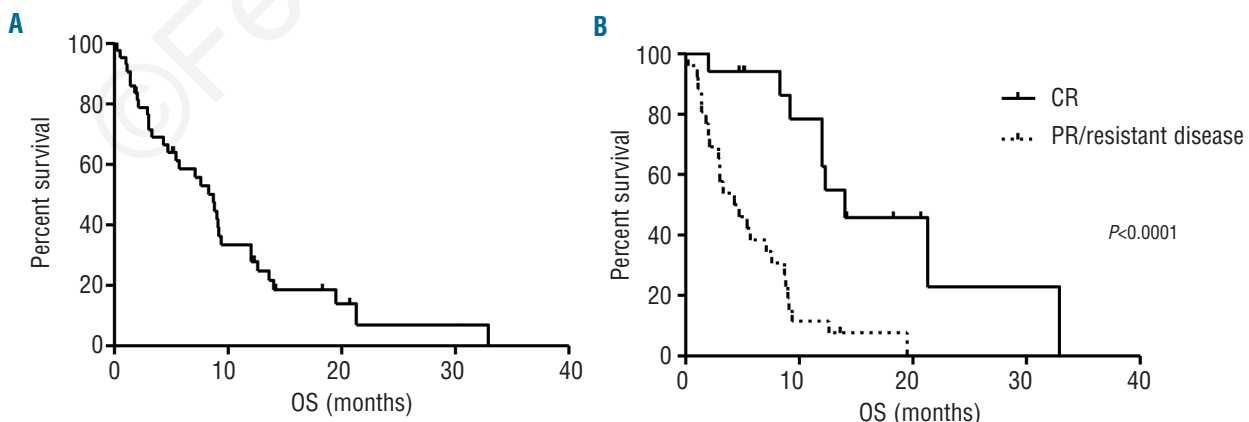 A
©Fe
100
80
60
40
20
0
Percent survival
0 10 20 30 40
OS (months)
B
100
80
60
40
20
0
Percent survival
0 10 20 30 40
OS (months)
CR
PR/resistant disease
P<0.0001